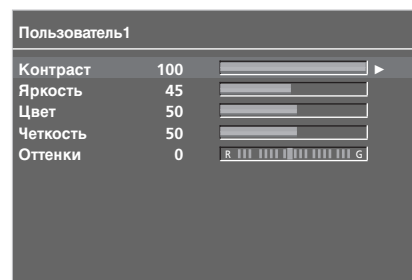 Пользователь1
Контраст 100
Яркость 45
Цвет 50
Четкость 50
Оттенки 0 R G